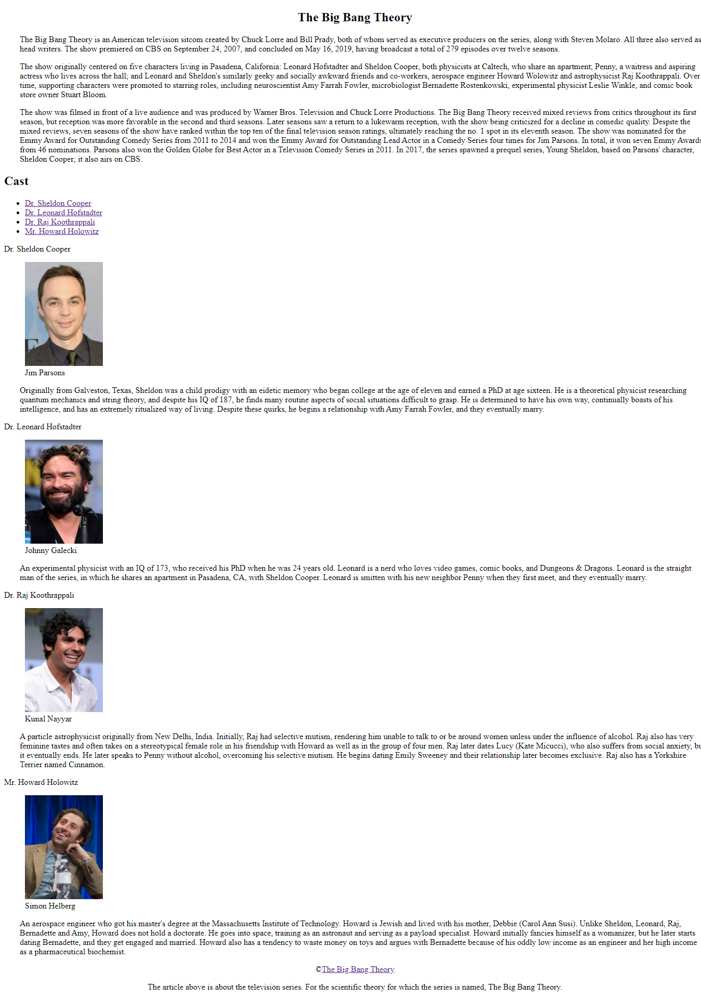 The Big Bang Theory
The Big Bang Theory is an American television sitcom created by Chuck Lorre and Bill Prady, both of whom served as executive producers on the series, along with Steven Molaro. All three also served as
head writers. The show premiered on CBS on September 24, 2007, and concluded on May 16, 2019, having broadcast a total of 279 episodes over twelve seasons.
The show originally centered on five characters living in Pasadena, California: Leonard Hofstadter and Sheldon Cooper, both physicists at Caltech, who share an apartment; Penny, a waitress and aspiring
actress who lives across the hall; and Leonard and Sheldon's similarly geeky and socially awkward friends and co-workers, aerospace engineer Howard Wolowitz and astrophysicist Raj Koothrappali. Over
time, supporting characters were promoted to starring roles, including neuroscientist Amy Farrah Fowler, microbiologist Bernadette Rostenkowski, experimental physicist Leslie Winkle, and comic book
store owner Stuart Bloom.
The show was filmed in front of a live audience and was produced by Warner Bros. Television and Chuck Lorre Productions. The Big Bang Theory received mixed reviews from critics throughout its first
season, but reception was more favorable in the second and third seasons. Later seasons saw a return to a lukewarm reception, with the show being criticized for a decline in comedic quality. Despite the
mixed reviews, seven seasons of the show have ranked within the top ten of the final television season ratings, ultimately reaching the no. 1 spot in its eleventh season. The show was nominated for the
Emmy Award for Outstanding Comedy Series from 2011 to 2014 and won the Emmy Award for Outstanding Lead Actor in a Comedy Series four times for Jim Parsons. In total, it won seven Emmy Awards
from 46 nominations. Parsons also won the Golden Globe for Best Actor in a Television Comedy Series in 2011. In 2017, the series spawned a prequel series, Young Sheldon, based on Parsons' character,
Sheldon Cooper; it also airs on CBS.
Cast
• Dr. Sheldon Cooper
• Dr. Leonard Hofstadter
• Dr. Raj Koothrappali
• Mr. Howard Holowitz
Dr. Sheldon Cooper
Jim Parsons
Originally from Galveston, Texas, Sheldon was a child prodigy with an eidetic memory who began college at the age of eleven and earned a PhD at age sixteen. He is a theoretical physicist researching
quantum mechanics and string theory, and despite his IQ of 187, he finds many routine aspects of social situations difficult to grasp. He is determined to have his own way, continually boasts of his
intelligence, and has an extremely ritualized way of living. Despite these quirks, he begins a relationship with Amy Farrah Fowler, and they eventually marry.
Dr. Leonard Hofstadter
Johnny Galecki
An experimental physicist with an IQ of 173, who received his PhD when he was 24 years old. Leonard is a nerd who loves video games, comic books, and Dungeons & Dragons. Leonard is the straight
man of the series, in which he shares an apartment in Pasadena, CA, with Sheldon Cooper. Leonard is smitten with his new neighbor Penny when they first meet, and they eventually marry.
Dr. Raj Koothrappali
Kunal Nayyar
A particle astrophysicist originally from New Delhi, India. Initially, Raj had selective mutism, rendering him unable to talk to or be around women unless under the influence of alcohol. Raj also has very
feminine tastes and often takes on a stereotypical female role in his friendship with Howard as well as in the group of four men. Raj later dates Lucy (Kate Micucci), who also suffers from social anxiety, bu
it eventually ends. He later speaks to Penny without alcohol, overcoming his selective mutism. He begins dating Emily Sweeney and their relationship later becomes exclusive. Raj also has a Yorkshire
Terrier named Cinnamon.
Mr. Howard Holowitz
Simon Helberg
An aerospace engineer who got his master's degree at the Massachusetts Institute of Technology. Howard is Jewish and lived with his mother, Debbie (Carol Ann Susi). Unlike Sheldon, Leonard, Raj,
Bernadette and Amy, Howard does not hold a doctorate. He goes into space, training as an astronaut and serving as a payload specialist. Howard initially fancies himself as a womanizer, but he later starts
dating Bernadette, and they get engaged and married. Howard also has a tendency to waste money on toys and argues with Bernadette because of his oddly low income as an engineer and her high income
as a pharmaceutical biochemist.
©The Big Bang Theory
The article above is about the television series. For the scientific theory for which the series is named, The Big Bang Theory.